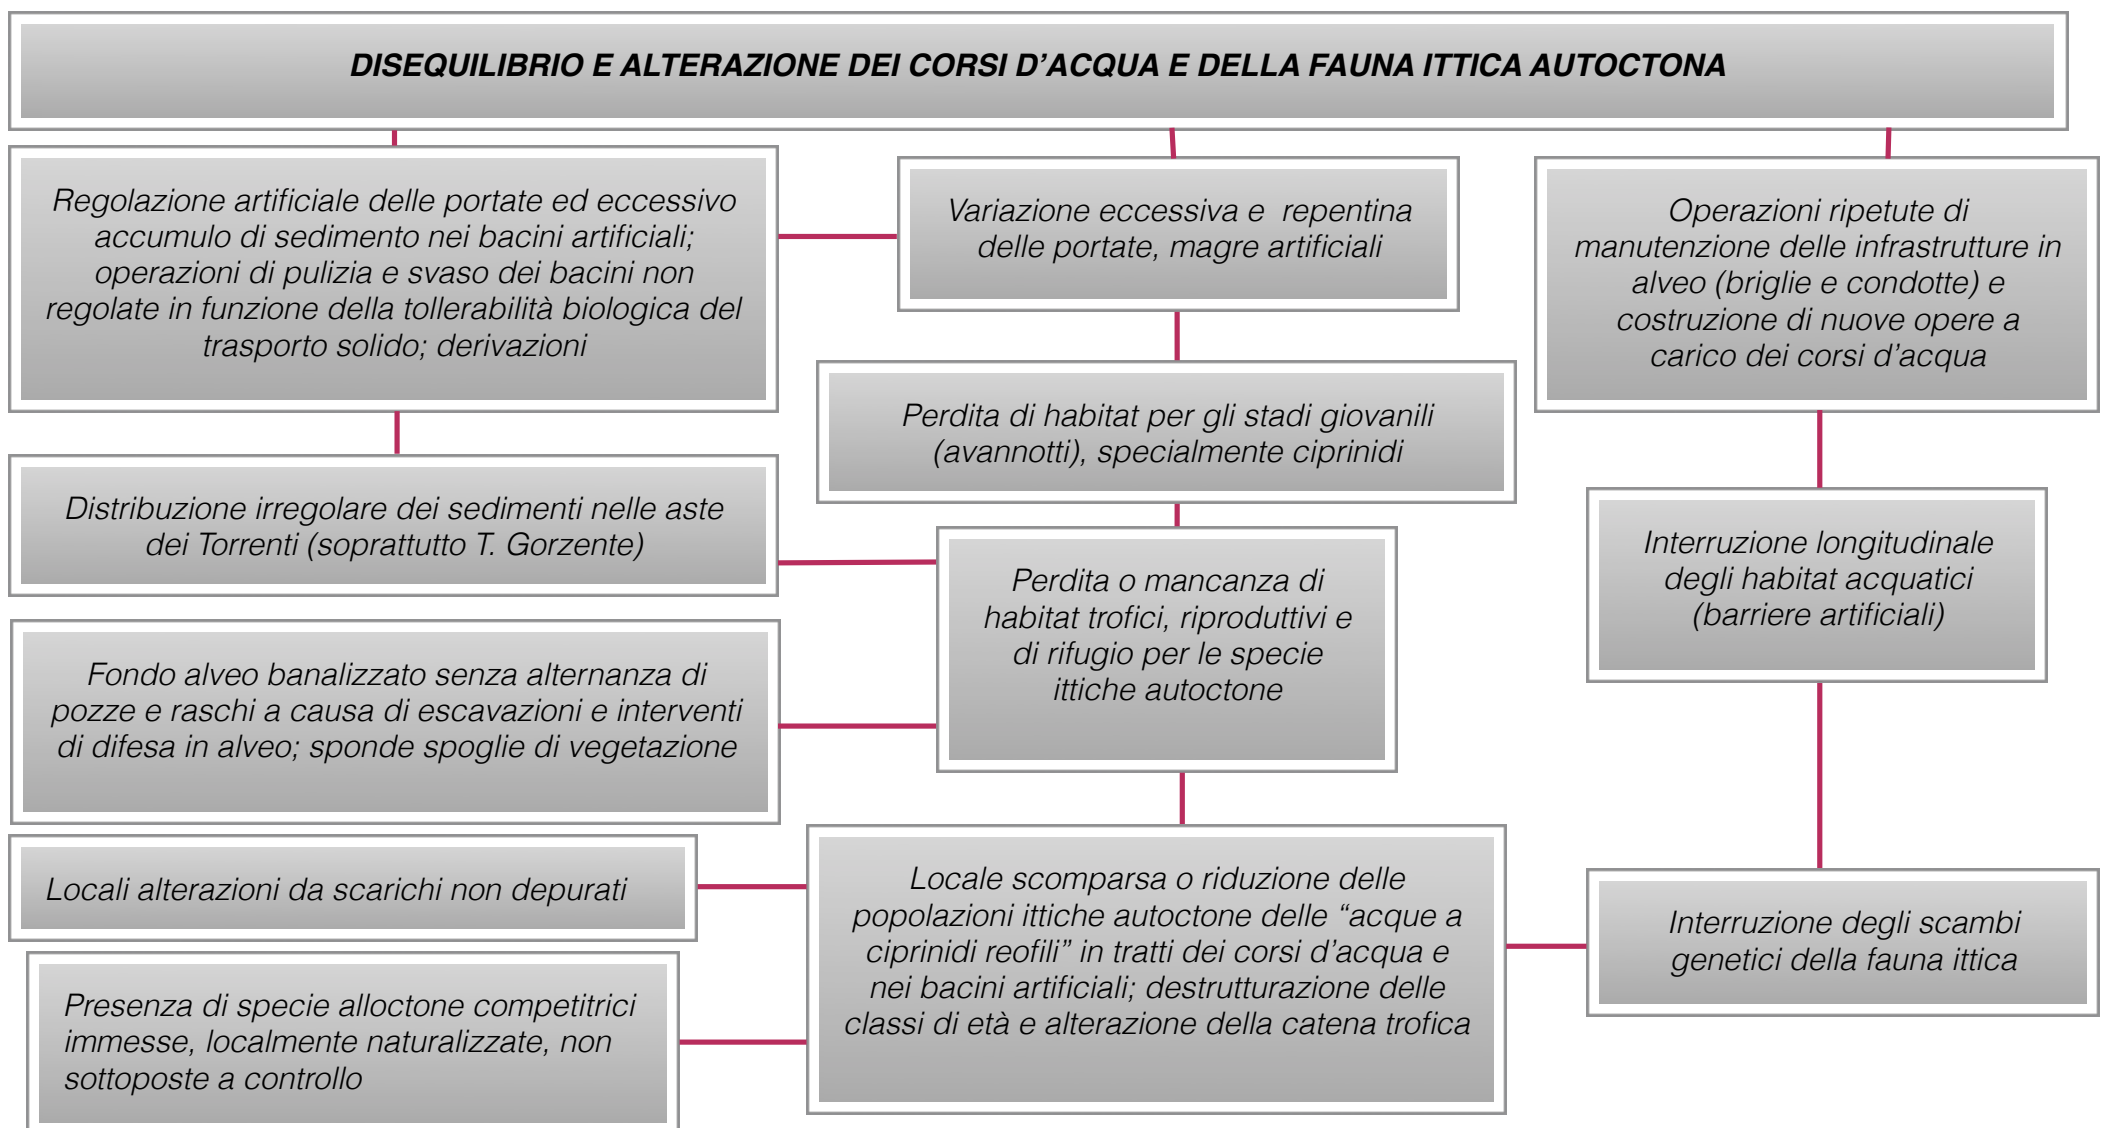 DISEQUILIBRIO E ALTERAZIONE DEI CORSI D’ACQUA E DELLA FAUNA ITTICA AUTOCTONA
Regolazione artificiale delle portate ed eccessivo
accumulo di sedimento nei bacini artificiali;
operazioni di pulizia e svaso dei bacini non
regolate in funzione della tollerabilità biologica del
trasporto solido; derivazioni
Variazione eccessiva e repentina
delle portate, magre artificiali
Operazioni ripetute di
manutenzione delle infrastrutture in
alveo (briglie e condotte) e
costruzione di nuove opere a
carico dei corsi d’acqua
Perdita di habitat per gli stadi giovanili
(avannotti), specialmente ciprinidi
Distribuzione irregolare dei sedimenti nelle aste
dei Torrenti (soprattutto T. Gorzente)
Interruzione longitudinale
degli habitat acquatici
(barriere artificiali)
Perdita o mancanza di
habitat trofici, riproduttivi e
di rifugio per le specie
ittiche autoctone
Fondo alveo banalizzato senza alternanza di
pozze e raschi a causa di escavazioni e interventi
di difesa in alveo; sponde spoglie di vegetazione
Locali alterazioni da scarichi non depurati
Locale scomparsa o riduzione delle
popolazioni ittiche autoctone delle “acque a
ciprinidi reofili” in tratti dei corsi d’acqua e
nei bacini artificiali; destrutturazione delle
classi di età e alterazione della catena trofica
Interruzione degli scambi
genetici della fauna ittica
Presenza di specie alloctone competitrici
immesse, localmente naturalizzate, non
sottoposte a controllo